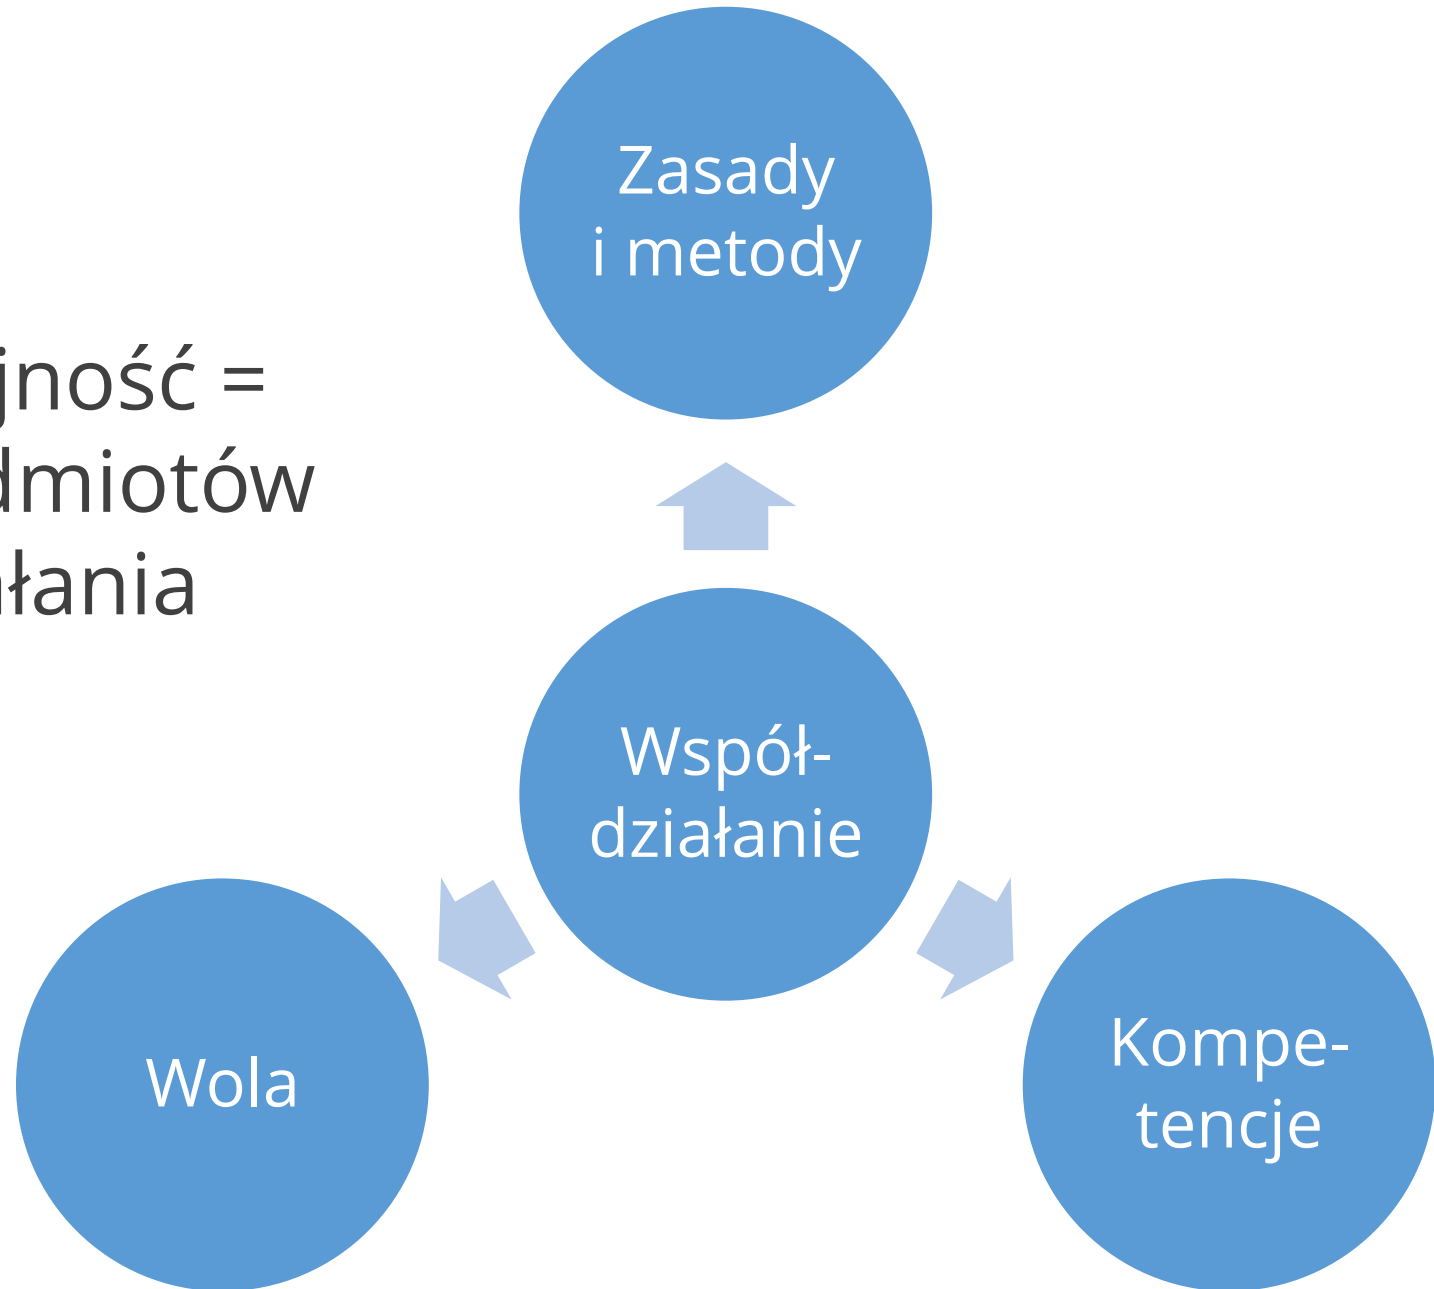 Zasady
i metody
jność =
dmiotów
łania
Współ-
działanie
Wola
Kompe-
tencje